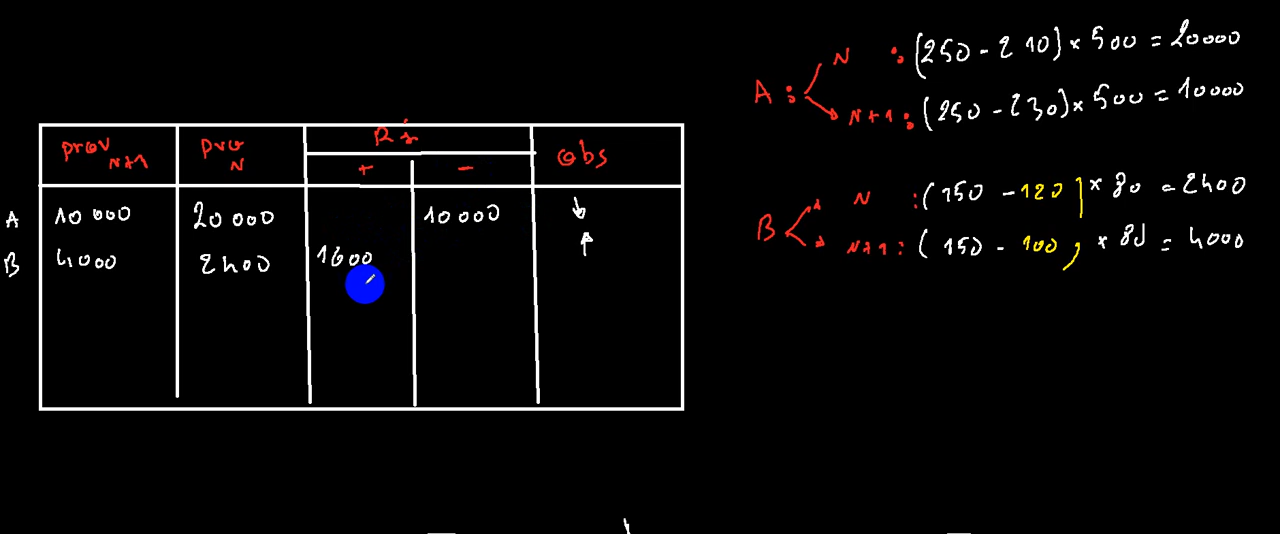 A : N : (250 - 210) × 500 = 20000
N+1 : (250 - 230) × 500 = 10000
B N : (150 - 120) × 80 = 2400
N+1 : (150 - 100) × 80 = 4000
prov N+1 pro N + - obs
A 10 000 20 000 10 000 ↓
B 4000 2400 1600 ↑